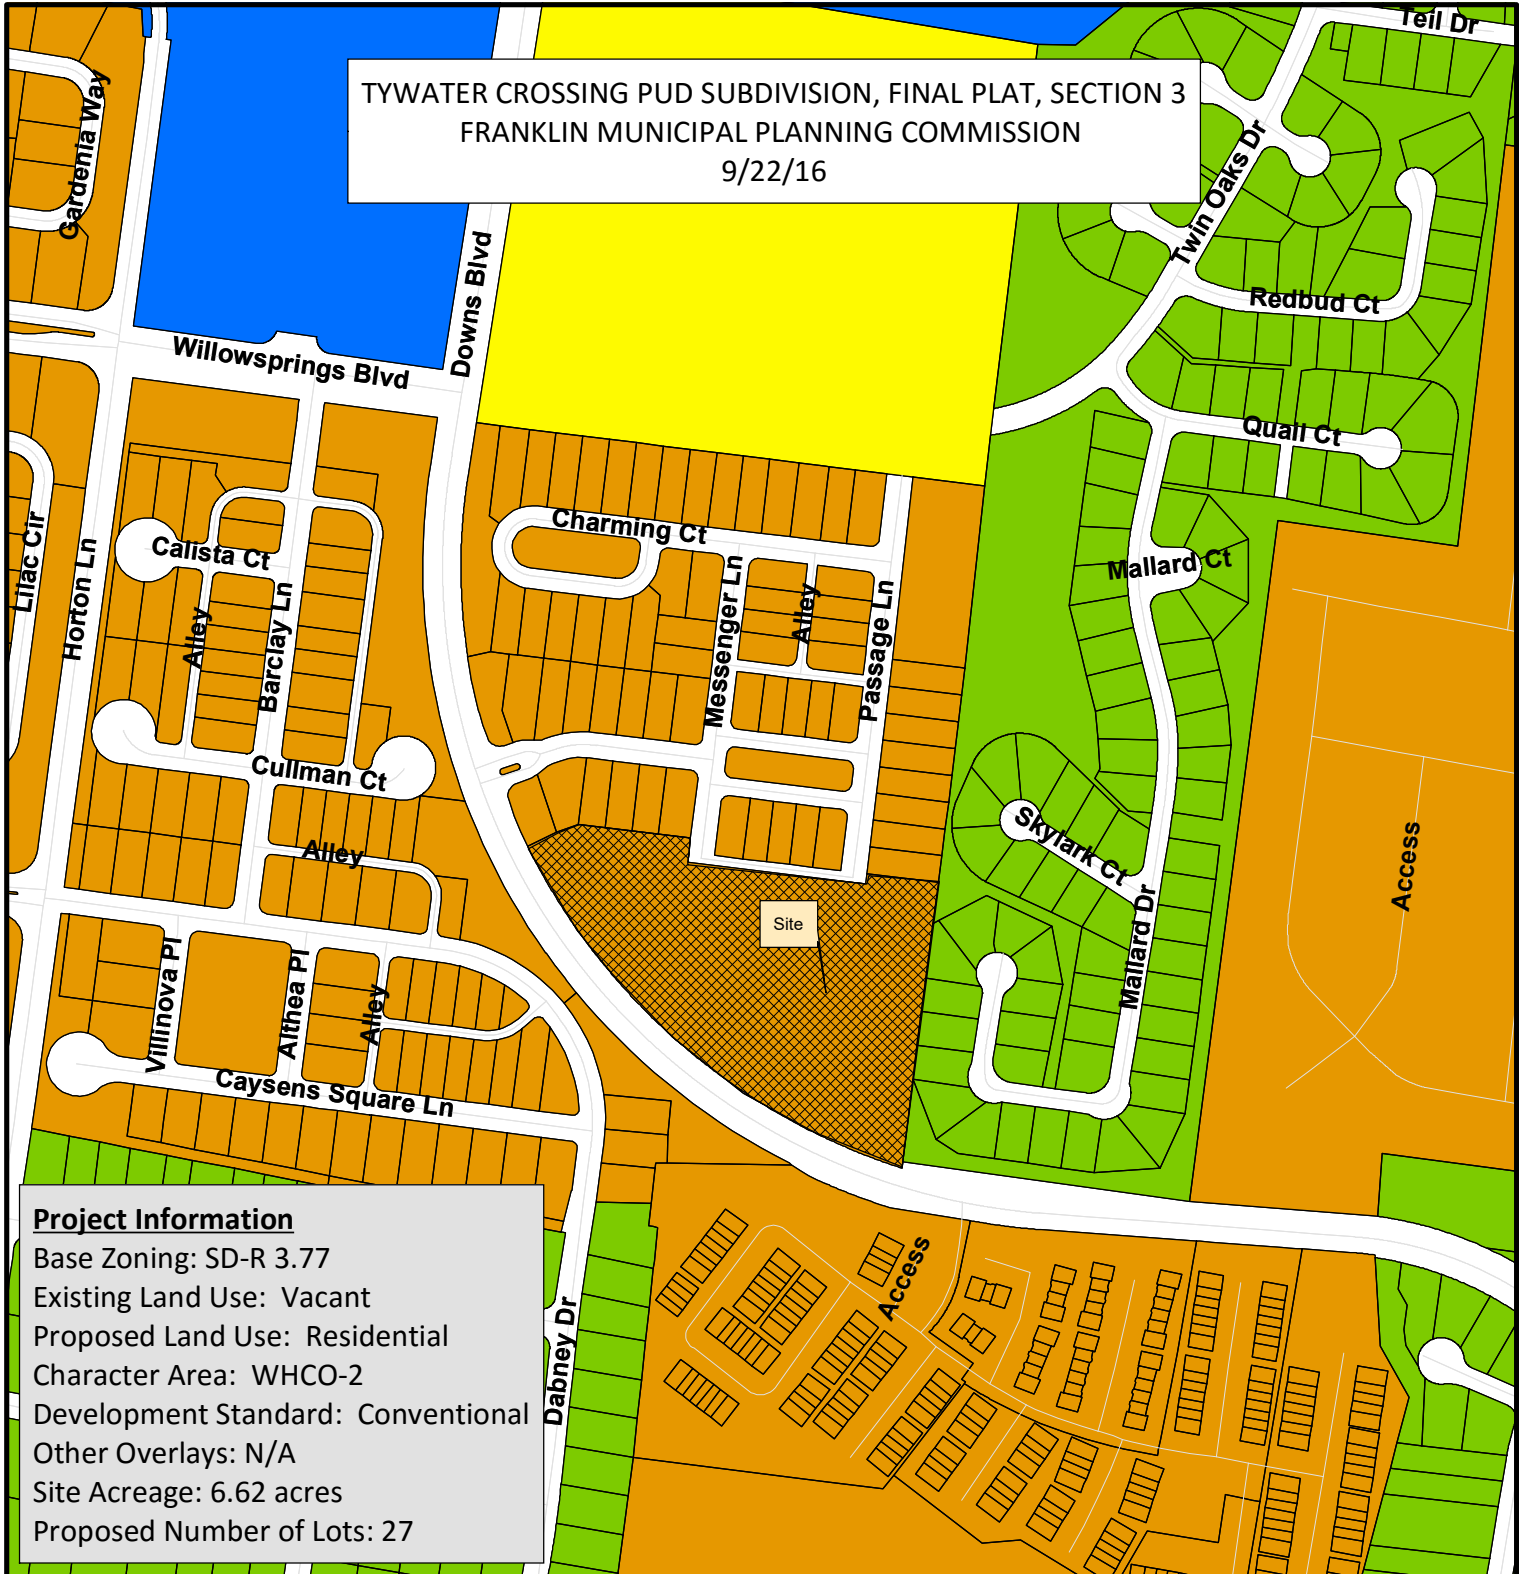 Teil Dr
TYWATER CROSSING PUD SUBDIVISION, FINAL PLAT, SECTION 3
FRANKLIN MUNICIPAL PLANNING COMMISSION
9/22/16
Gardenia Way
Twin Oaks Dr
Downs Blvd
Redbud Ct
Willowsprings Blvd
Quail Ct
Charming Ct
Lilac Cir
Horton Ln
Calista Ct
Mallard Ct
Alley
Barclay Ln
Messenger Ln
Alley
Passage Ln
Cullman Ct
Skylark Ct
Access
Alley
Site
Mallard Dr
Villinova Pl
Althea Pl
Alley
Caysens Square Ln
Access
Dabney Dr
Project Information
Base Zoning: SD-R 3.77
Existing Land Use: Vacant
Proposed Land Use: Residential
Character Area: WHCO-2
Development Standard: Conventional
Other Overlays: N/A
Site Acreage: 6.62 acres
Proposed Number of Lots: 27